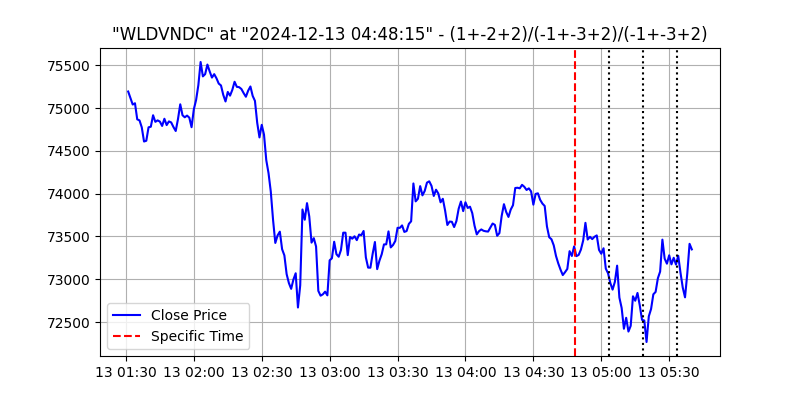 "WLDVNDC" at "2024-12-13 04:48:15" - (1+-2+2)/(-1+-3+2)/(-1+-3+2)
75500
75000
74500
74000
73500
73000
72500
Close Price
Specific Time
13 01:30 13 02:00 13 02:30 13 03:00 13 03:30 13 04:00 13 04:30 13 05:00 13 05:30